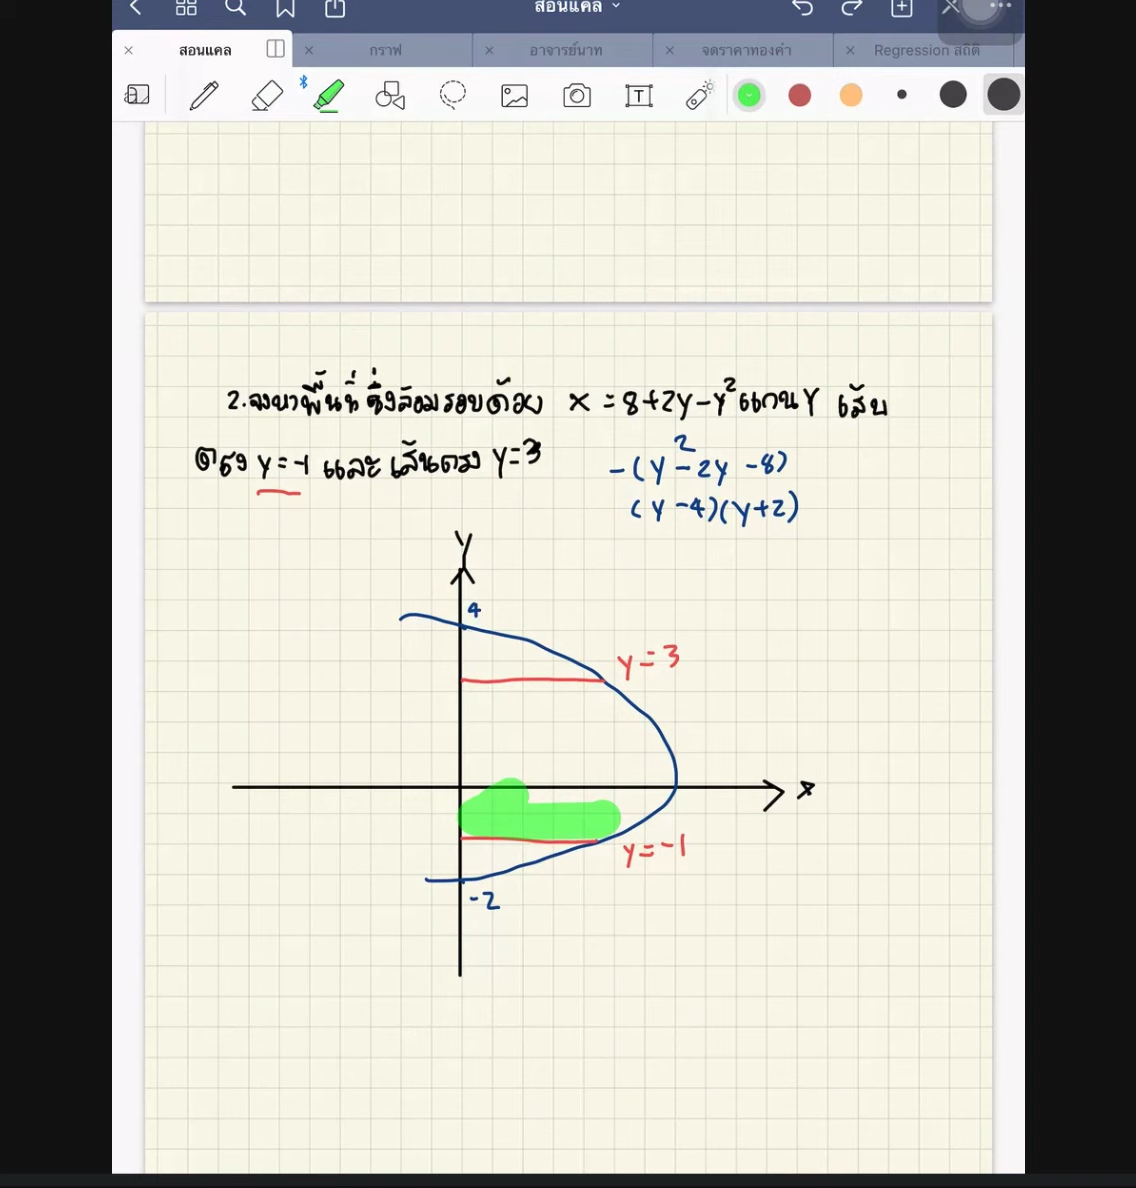 สอนแคล
สอนแคล
กราฟ
อาจารย์นาท
จดราคาทองคำ
Regression สถิติ
2. จงหาพื้นที่ ซึ่งล้อมรอบด้วย x = 8+2y-y² แกน Y เส้น
ตรง y = -1 และ เส้นตรง y=3
-(y²-2y-8)
(y-4)(y+2)
y
4
y=3
x
y=-1
-2